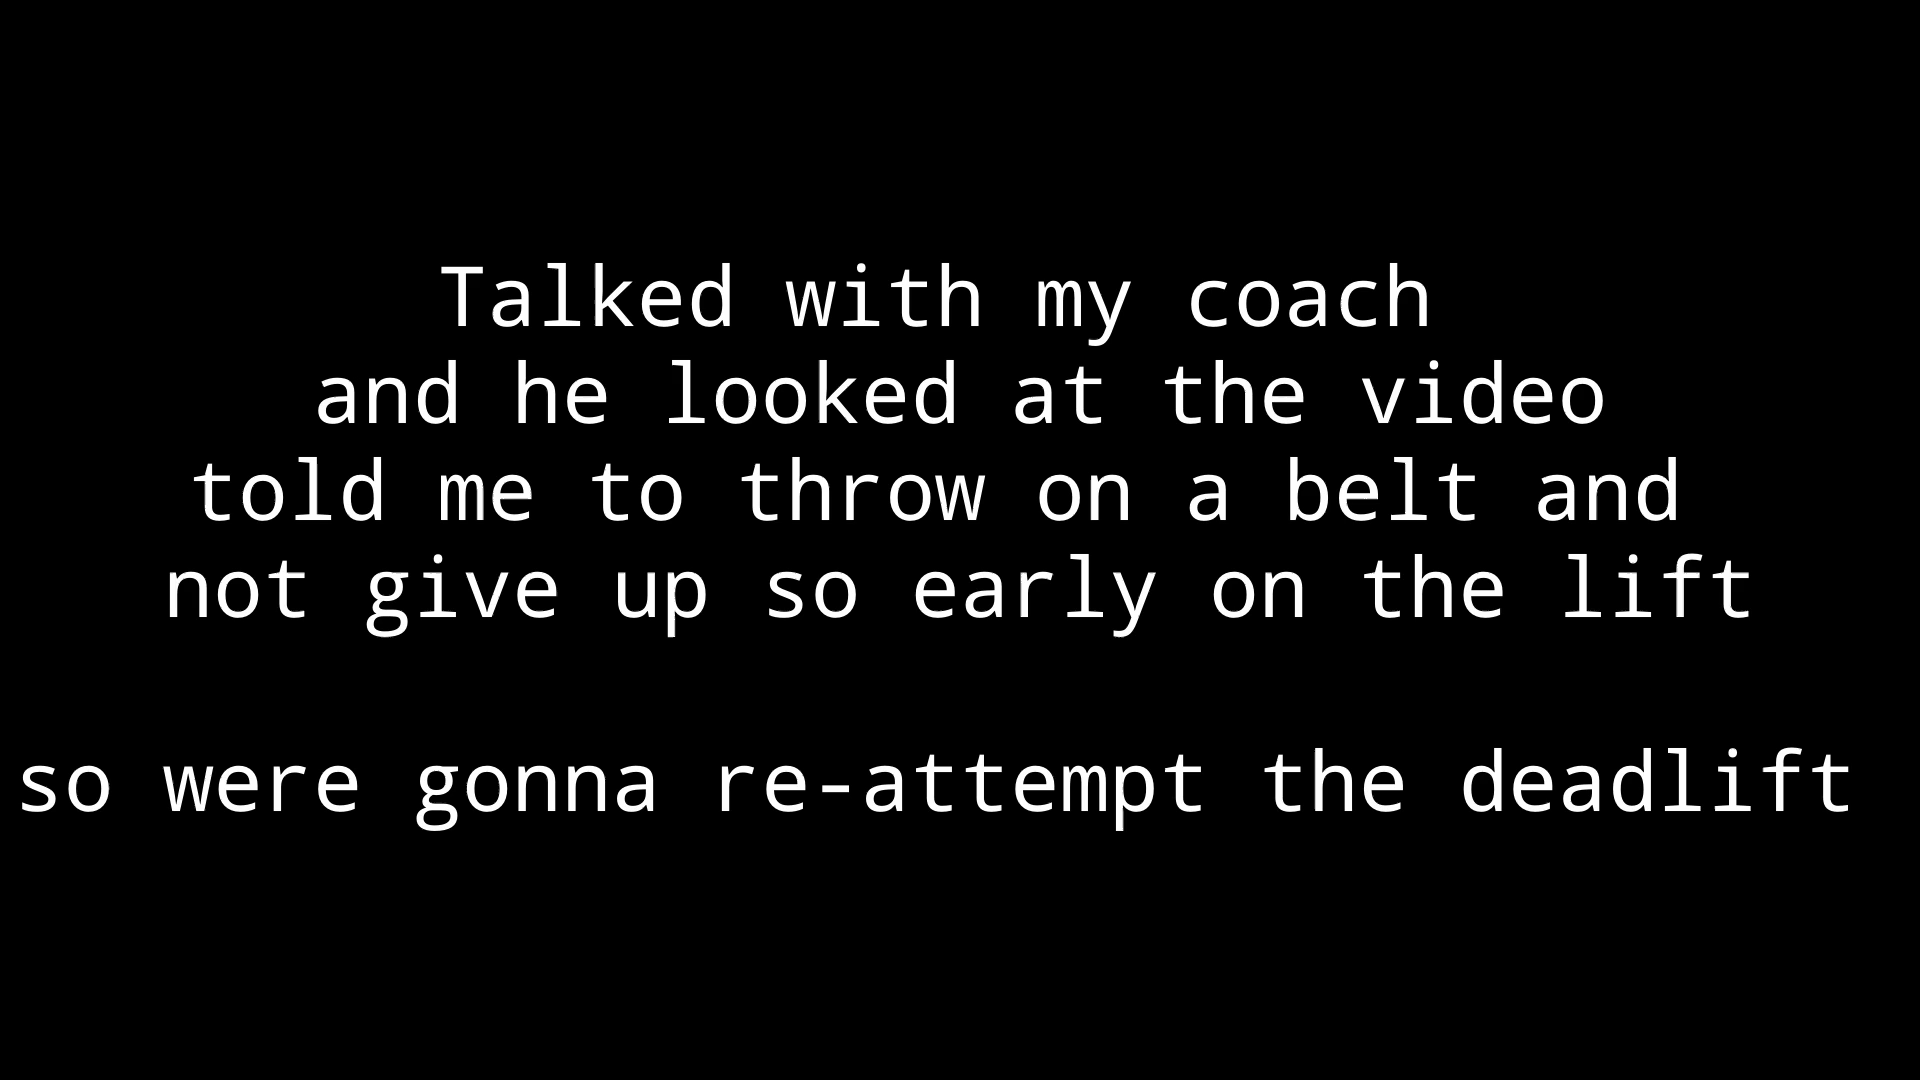 Talked with my coach
and he looked at the video
told me to throw on a belt and
not give up so early on the lift
so were gonna re-attempt the deadlift